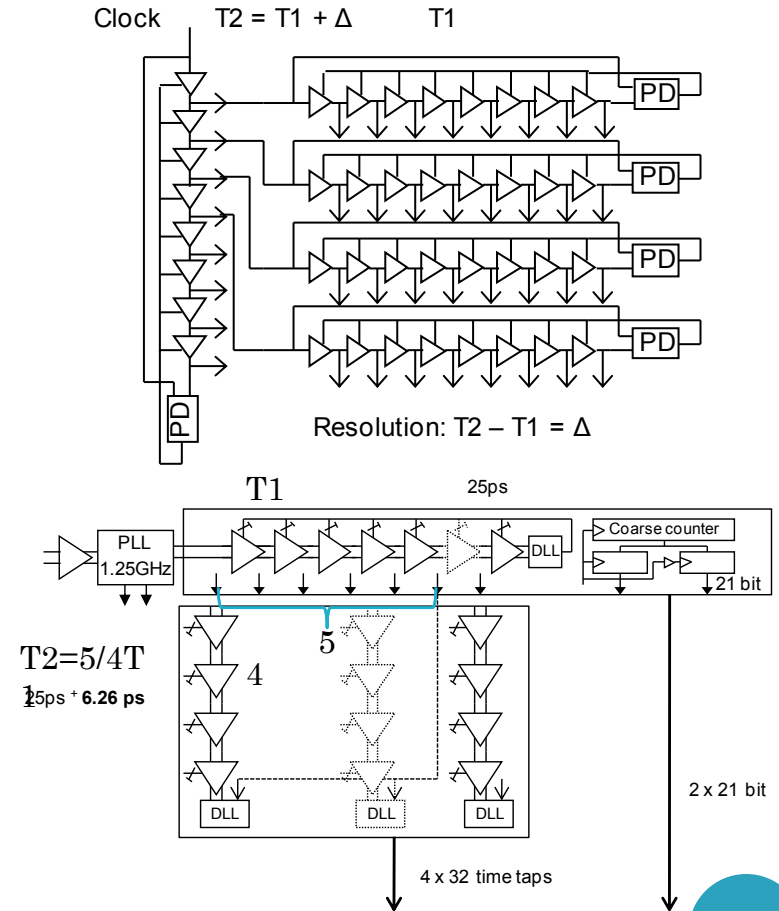 Clock T2 = T1 + Δ T1
PD
PD
PD
PD
PD
Resolution: T2 – T1 = Δ
T1 25ps
PLL
1.25GHz
DLL
Coarse counter
21 bit
5
T2=5/4T
1
4
25ps + 6.26 ps
DLL
DLL
DLL
2 x 21 bit
4 x 32 time taps